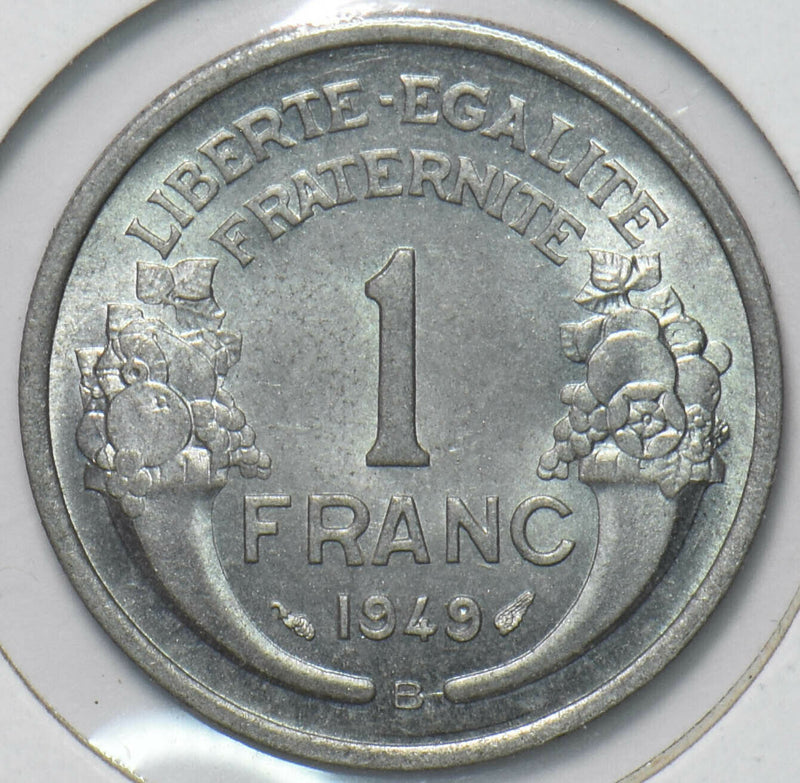 LIBERTE-EGALITE
FRATERNITE
1
FRANC
1949
B